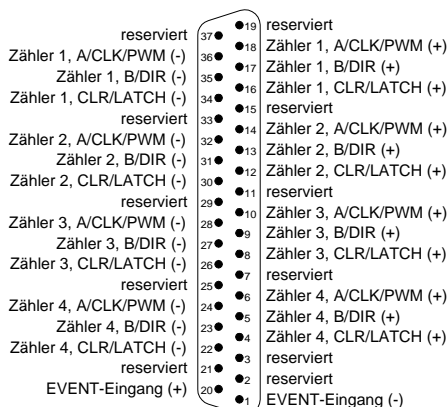 reserviert 37
Zähler 1, A/CLK/PWM (-) 36
Zähler 1, B/DIR (-) 35
Zähler 1, CLR/LATCH (-) 34
reserviert 33
Zähler 2, A/CLK/PWM (-) 32
Zähler 2, B/DIR (-) 31
Zähler 2, CLR/LATCH (-) 30
reserviert 29
Zähler 3, A/CLK/PWM (-) 28
Zähler 3, B/DIR (-) 27
Zähler 3, CLR/LATCH (-) 26
reserviert 25
Zähler 4, A/CLK/PWM (-) 24
Zähler 4, B/DIR (-) 23
Zähler 4, CLR/LATCH (-) 22
reserviert 21
EVENT-Eingang (+) 20
19 reserviert
18 Zähler 1, A/CLK/PWM (+)
17 Zähler 1, B/DIR (+)
16 Zähler 1, CLR/LATCH (+)
15 reserviert
14 Zähler 2, A/CLK/PWM (+)
13 Zähler 2, B/DIR (+)
12 Zähler 2, CLR/LATCH (+)
11 reserviert
10 Zähler 3, A/CLK/PWM (+)
9 Zähler 3, B/DIR (+)
8 Zähler 3, CLR/LATCH (+)
7 reserviert
6 Zähler 4, A/CLK/PWM (+)
5 Zähler 4, B/DIR (+)
4 Zähler 4, CLR/LATCH (+)
3 reserviert
2 reserviert
1 EVENT-Eingang (-)